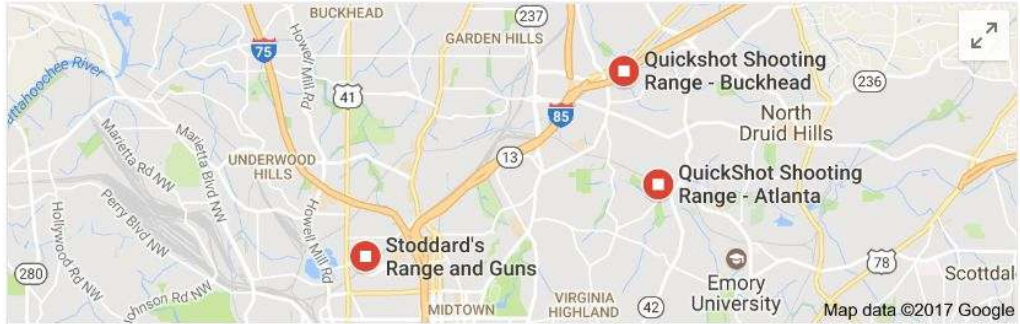 BUCKHEAD
237
GARDEN HILLS
75
Howell Mill Rd
41
Quickshot Shooting
Range - Buckhead
236
North
Druid Hills
attahoochee River
85
13
Marietta Rd NW
Marietta Blvd NW
UNDERWOOD
HILLS
QuickShot Shooting
Range - Atlanta
Perry Blvd NW
Hollywood Rd NW
Howell Mill Rd
Stoddard's
Range and Guns
280
78
Emory
University
Scottdal
ohnson Rd NW
MIDTOWN
VIRGINIA
HIGHLAND
42
Map data ©2017 Google